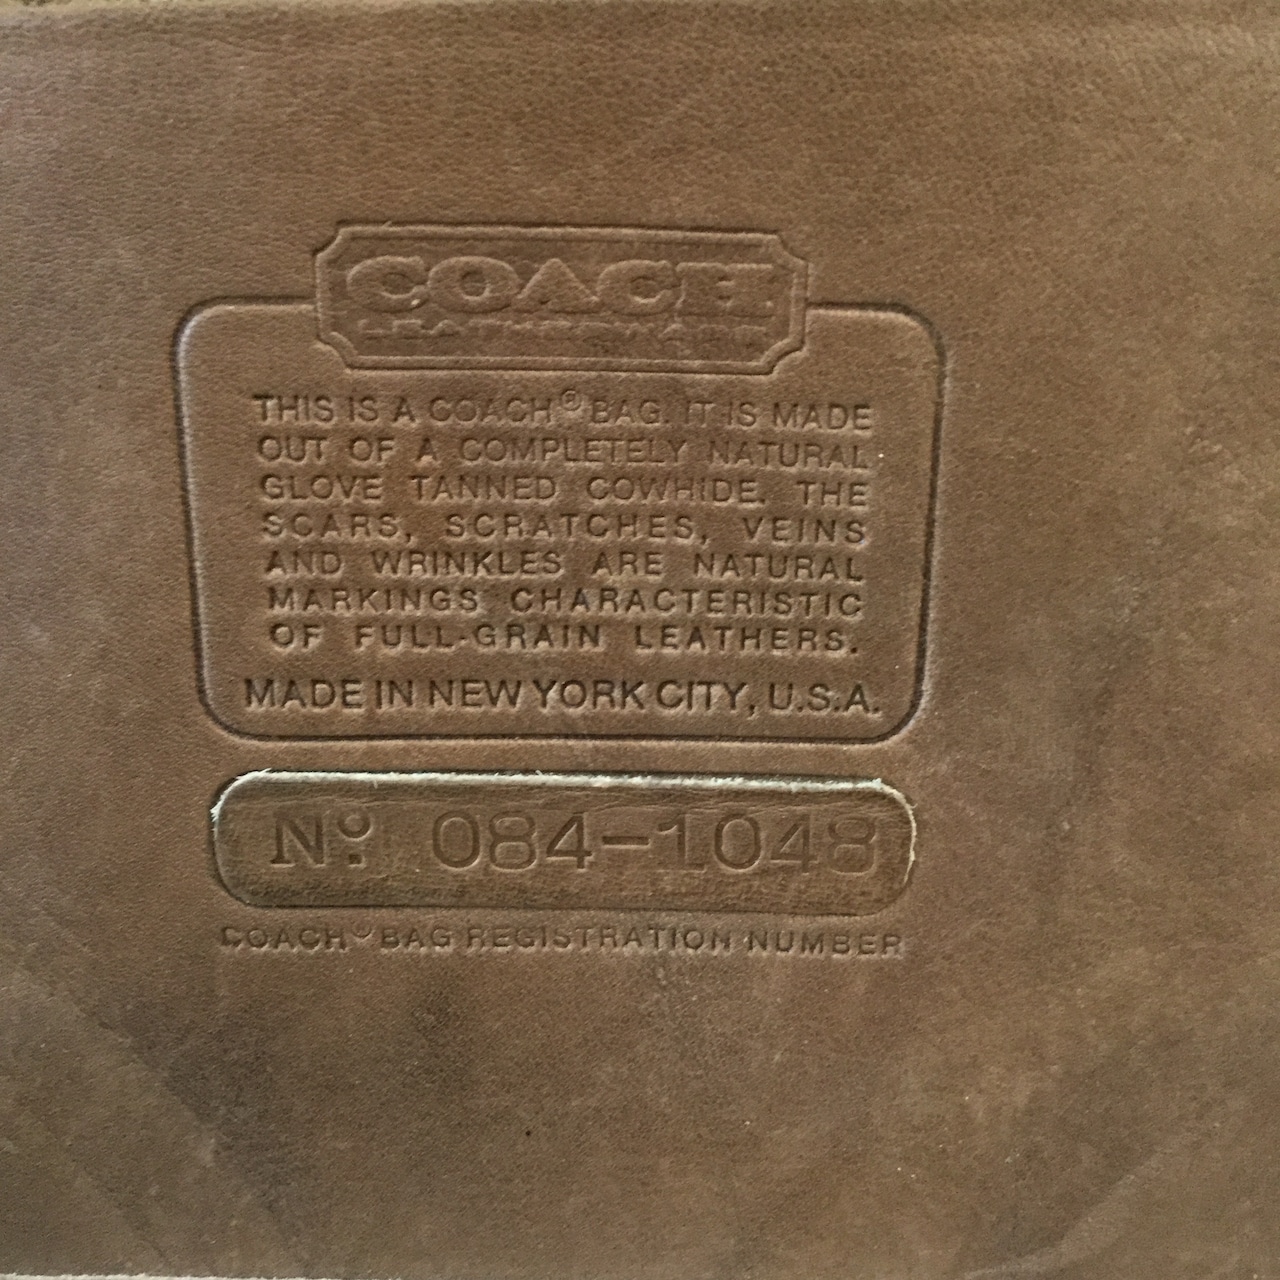 COACH
LEATHERWARE
THIS IS A COACH® BAG. IT IS MADE
OUT OF A COMPLETELY NATURAL
GLOVE TANNED COWHIDE. THE
SCARS, SCRATCHES, VEINS
AND WRINKLES ARE NATURAL
MARKINGS CHARACTERISTIC
OF FULL-GRAIN LEATHERS.
MADE IN NEW YORK CITY, U.S.A.
Nº 084-1048
COACH® BAG REGISTRATION NUMBER